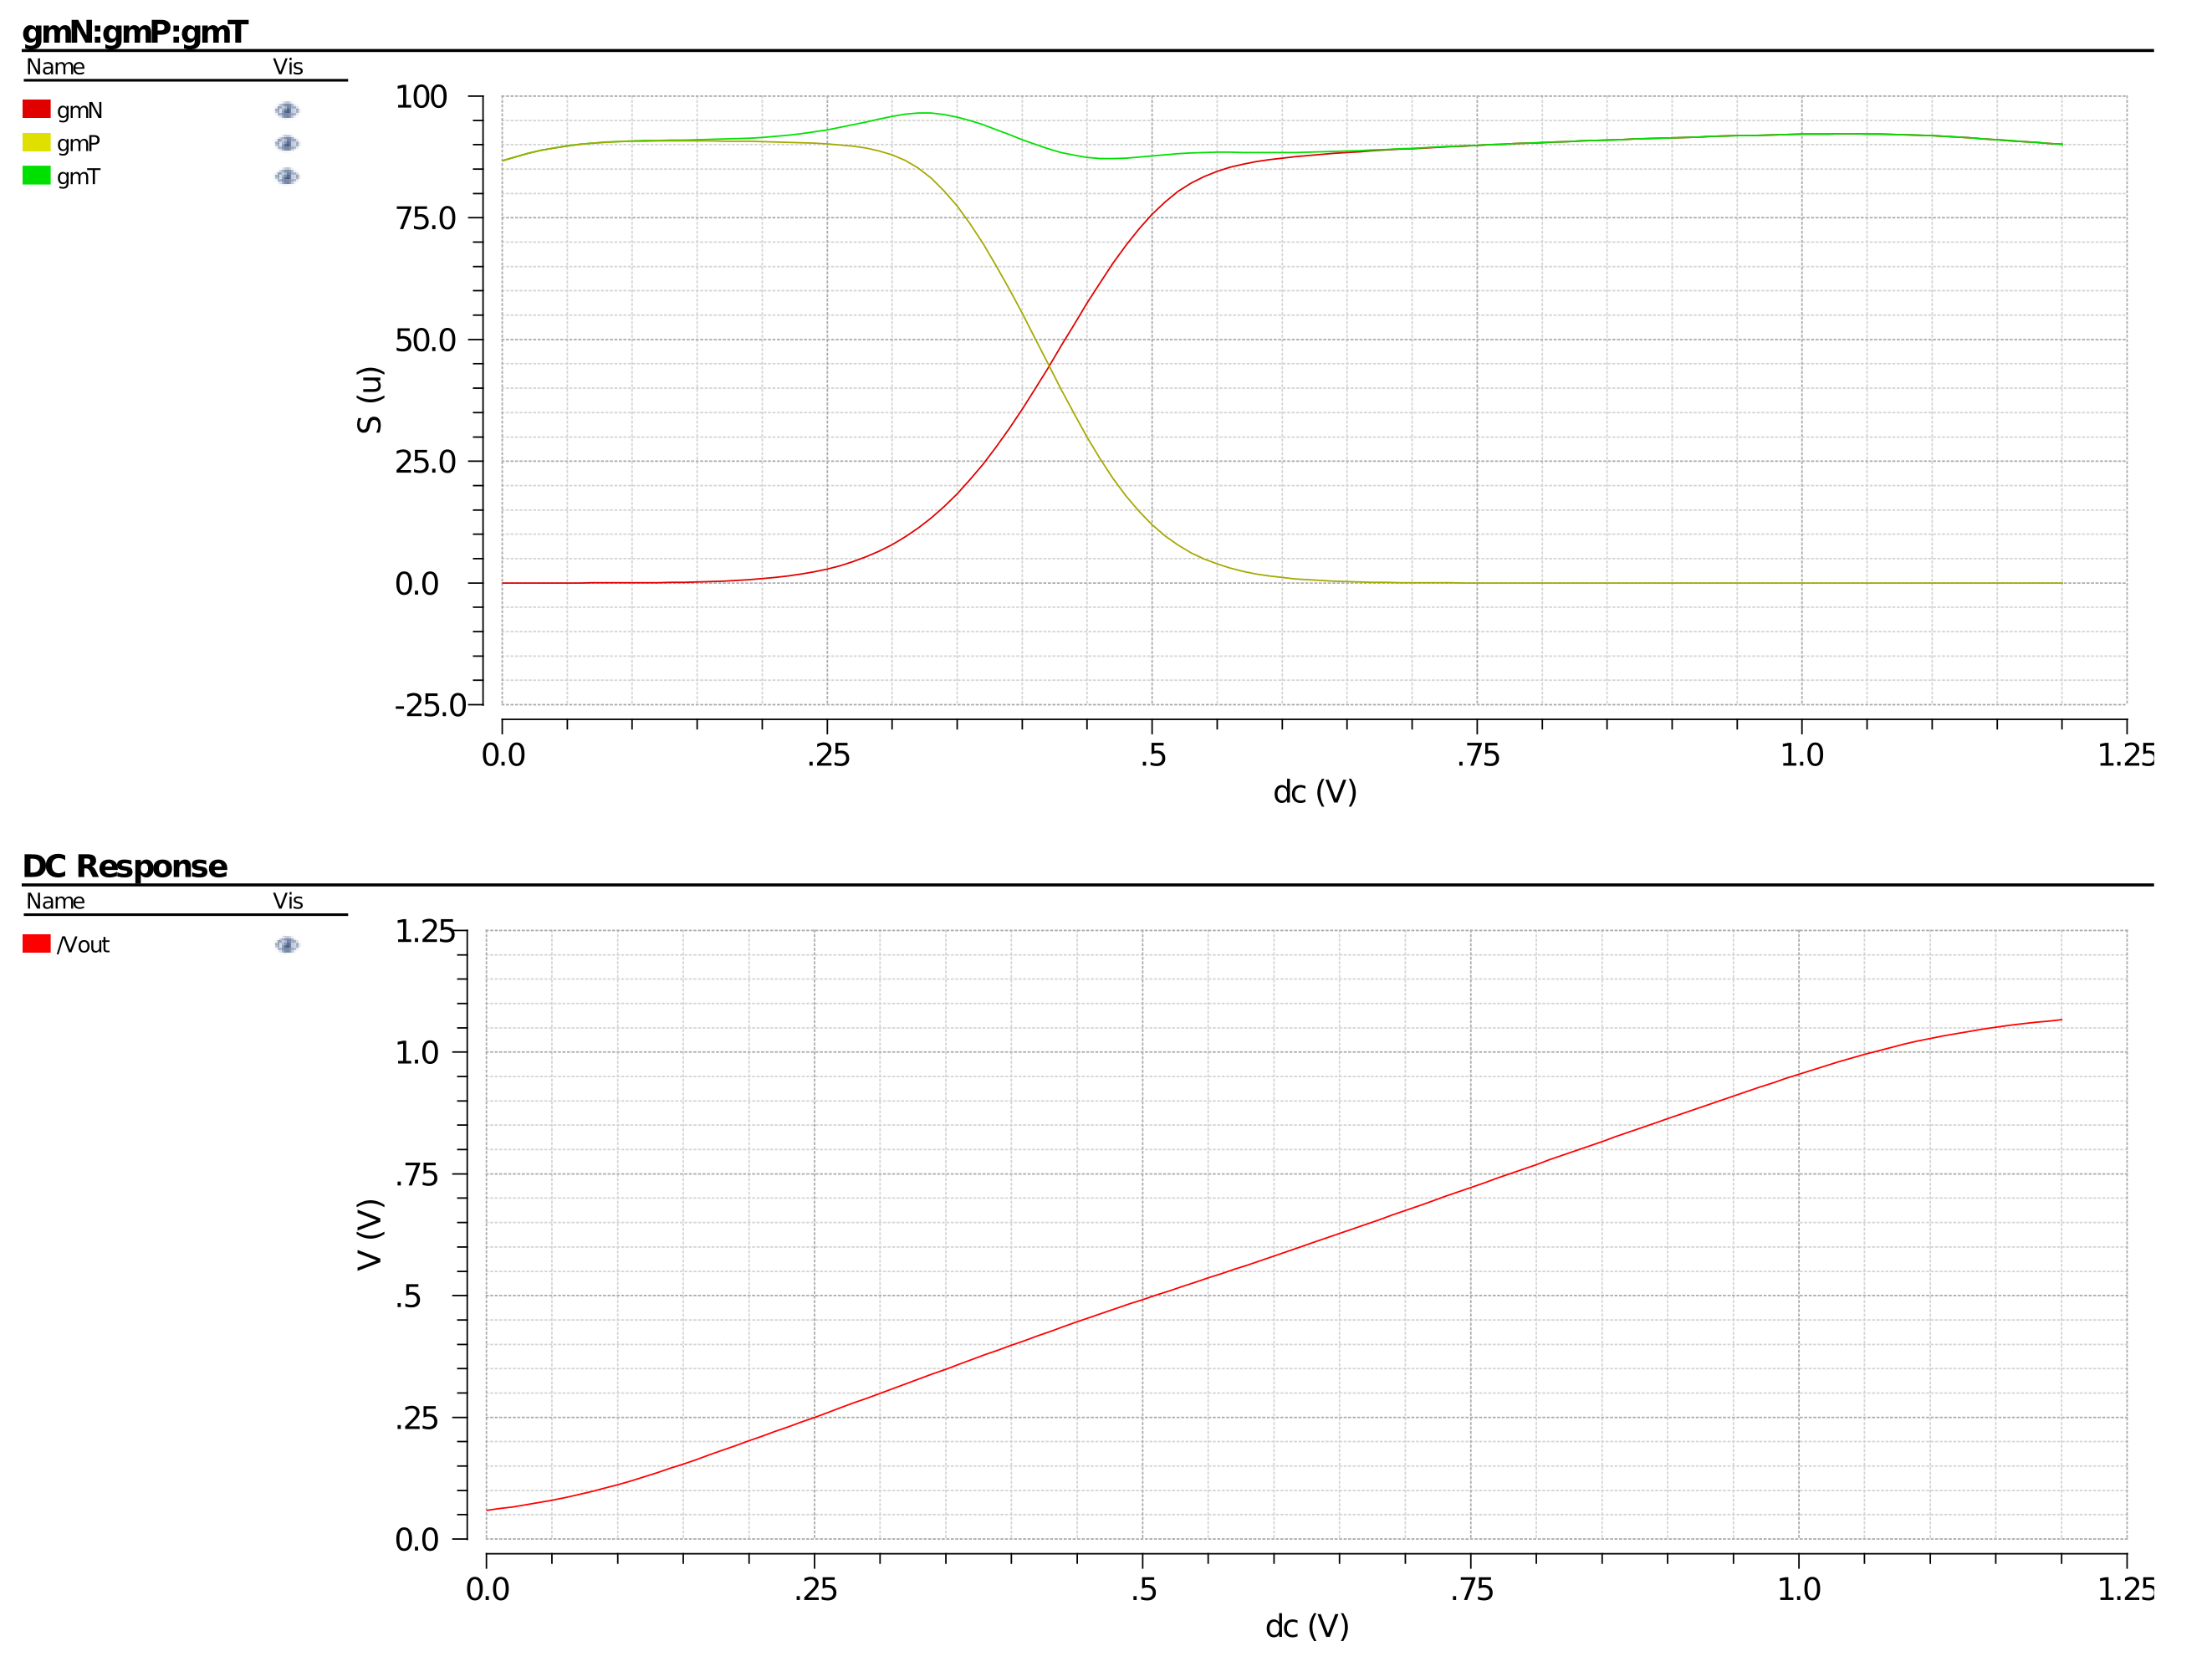 gmN:gmP:gmT
Name Vis
gmN
gmP
gmT
100
75.0
50.0
25.0
0.0
-25.0
S (u)
0.0 .25 .5 .75 1.0 1.25
dc (V)
DC Response
Name Vis
/Vout
1.25
1.0
.75
.5
.25
0.0
V (V)
0.0 .25 .5 .75 1.0 1.25
dc (V)